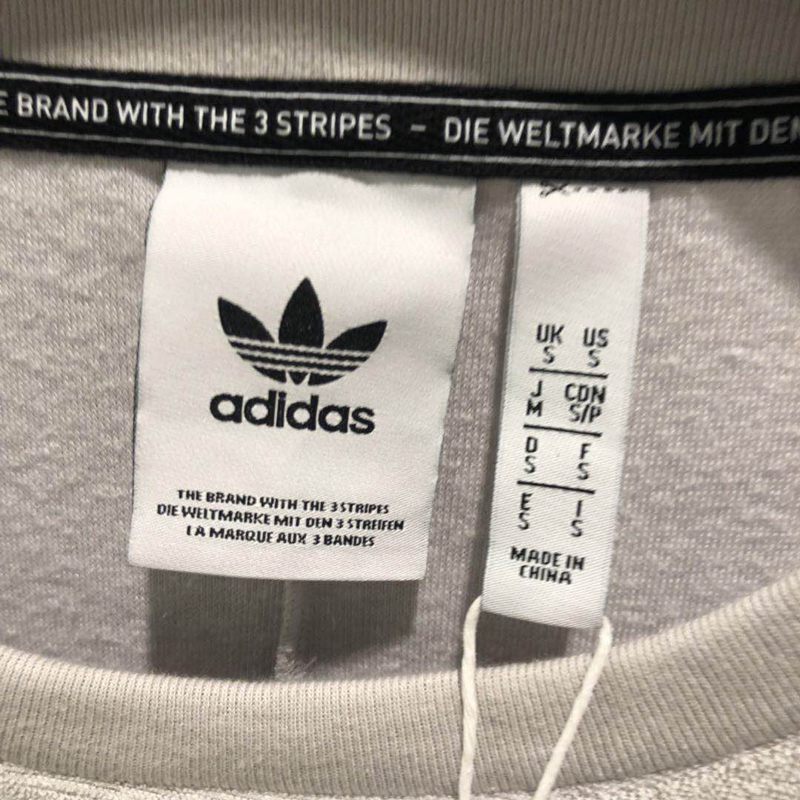 BRAND WITH THE 3 STRIPES - DIE WELTMARKE MIT
adidas
THE BRAND WITH THE 3 STRIPES
DIE WELTMARKE MIT DEN 3 STREIFEN
LA MARQUE AUX 3 BANDES
UK US
S S
J CDN
M S/P
D F
S S
E I
S S
MADE IN
CHINA